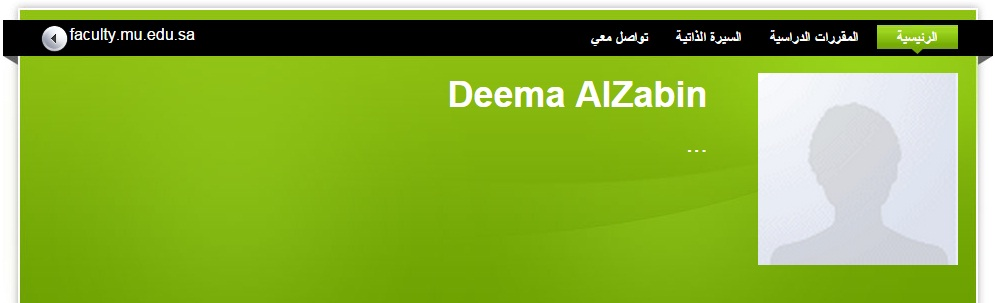 الرئيسية
المقررات الدراسية
السيرة الذاتية
تواصل معي
faculty.mu.edu.sa
Deema AlZabin
...